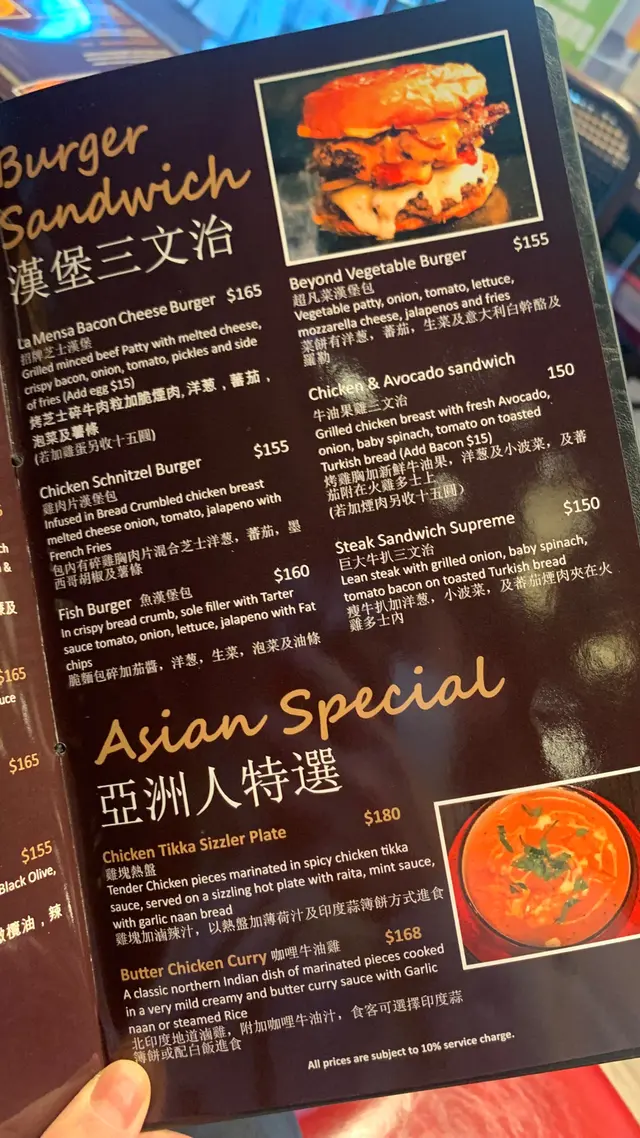 Burger
Sandwich
漢堡三文治
La Mensa Bacon Cheese Burger $165
招牌芝士漢堡
Grilled minced beef Patty with melted cheese,
crispy bacon, onion, tomato, pickles and side
of fries (Add egg $15)
烤芝士碎牛肉粒加脆煙肉, 洋葱, 蕃茄,
泡菜及薯條
(若加雞蛋另收十五圓)
Chicken Schnitzel Burger $155
雞肉片漢堡包
Infused in Bread Crumbled chicken breast
melted cheese onion, tomato, jalapeno with
French Fries
包內有碎雞胸肉片混合芝士洋葱, 蕃茄, 墨
西哥胡椒及薯條
Fish Burger 魚漢堡包 $160
In crispy bread crumb, sole filler with Tarter
sauce tomato, onion, lettuce, jalapeno with Fat
chips
脆麵包碎加茄醬, 洋葱, 生菜, 泡菜及油條
Beyond Vegetable Burger $155
超凡菜漢堡包
Vegetable patty, onion, tomato, lettuce,
mozzarella cheese, jalapenos and fries
菜餅有洋葱, 蕃茄, 生菜及意大利白幹酪及
羅勒
Chicken & Avocado sandwich 150
牛油果雞三文治
Grilled chicken breast with fresh Avocado,
onion, baby spinach, tomato on toasted
Turkish bread (Add Bacon $15)
烤雞胸加新鮮牛油果, 洋葱及小波菜, 及蕃
茄附在火雞多士上
(若加煙肉另收十五圓)
Steak Sandwich Supreme $150
巨大牛扒三文治
Lean steak with grilled onion, baby spinach,
tomato bacon on toasted Turkish bread
瘦牛扒加洋葱, 小波菜, 及蕃茄煙肉夾在火
雞多士內
Asian Special
亞洲人特選
Chicken Tikka Sizzler Plate $180
雞塊熱盤
Tender Chicken pieces marinated in spicy chicken tikka
sauce, served on a sizzling hot plate with raita, mint sauce,
with garlic naan bread
雞塊加滷辣汁, 以熱盤加薄荷汁及印度蒜簿餅方式進食
Butter Chicken Curry 咖哩牛油雞 $168
A classic northern Indian dish of marinated pieces cooked
in a very mild creamy and butter curry sauce with Garlic
naan or steamed Rice
北印度地道滷雞, 附加咖哩牛油汁, 食客可選擇印度蒜
簿餅或配白飯進食
All prices are subject to 10% service charge.
$165
$165
$155
Black Olive,
油, 辣